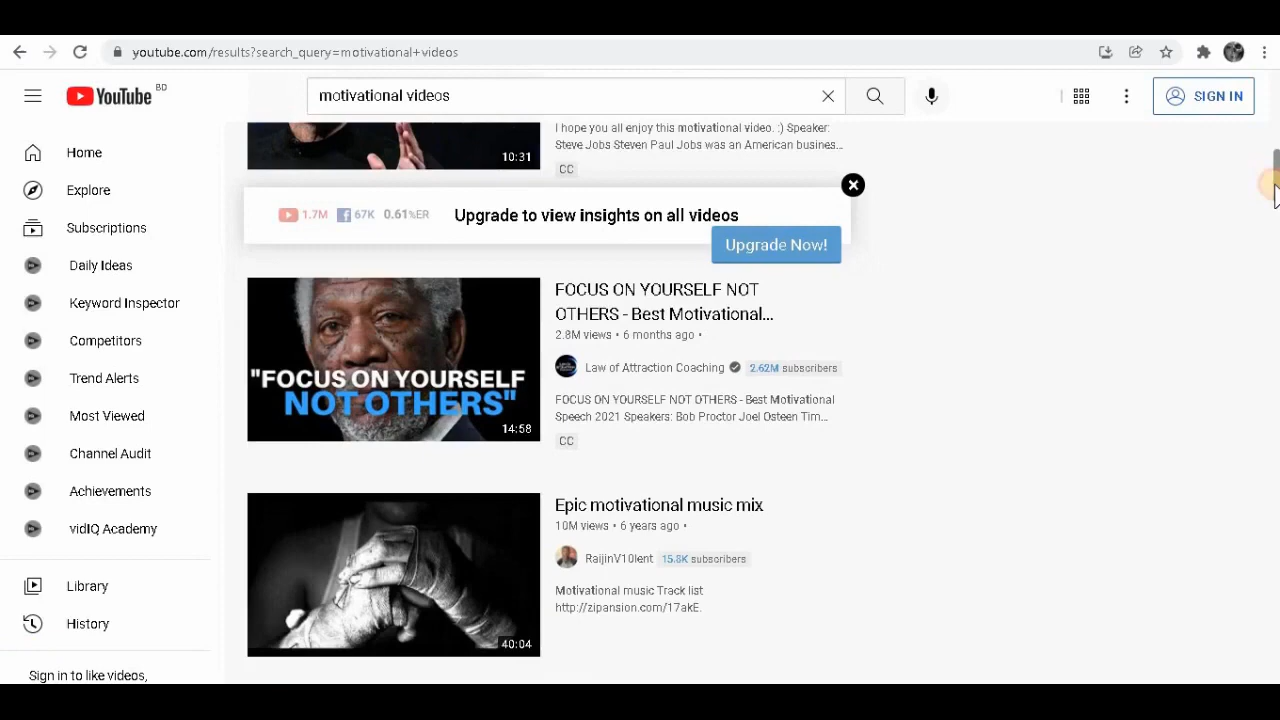 youtube.com/results?search_query=motivational+videos
YouTube BD
motivational videos
SIGN IN
Home
Explore
Subscriptions
Daily Ideas
Keyword Inspector
Competitors
Trend Alerts
Most Viewed
Channel Audit
Achievements
vidIQ Academy
Library
History
Sign in to like videos,
10:31
I hope you all enjoy this motivational video. :) Speaker:
Steve Jobs Steven Paul Jobs was an American busines...
CC
1.7M 67K 0.61%ER Upgrade to view insights on all videos
Upgrade Now!
"FOCUS ON YOURSELF
NOT OTHERS"
14:58
FOCUS ON YOURSELF NOT
OTHERS - Best Motivational...
2.8M views • 6 months ago •
Law of Attraction Coaching 2.62M subscribers
FOCUS ON YOURSELF NOT OTHERS - Best Motivational
Speech 2021 Speakers: Bob Proctor Joel Osteen Tim...
CC
40:04
Epic motivational music mix
10M views • 6 years ago •
RaijinV10lent 15.8K subscribers
Motivational music Track list
http://zipansion.com/17akE.